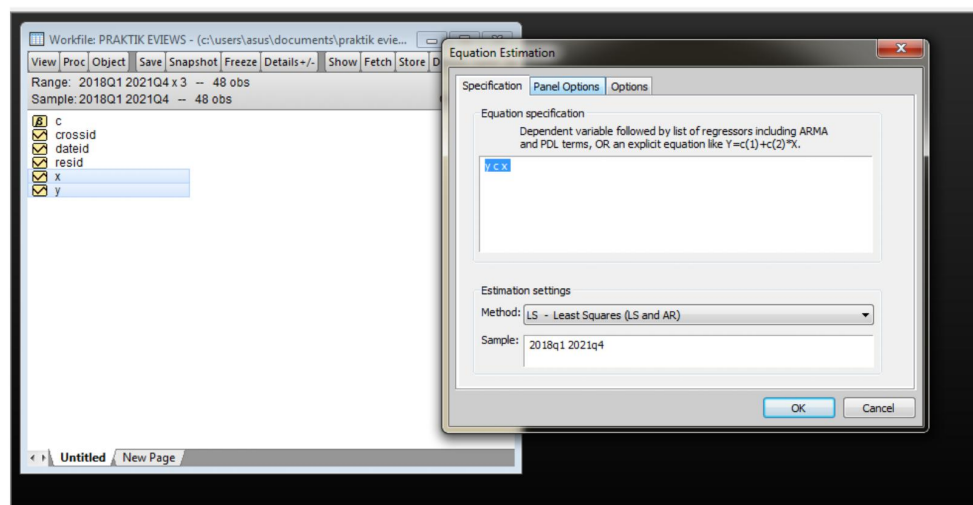 Workfile: PRAKTIK EVIEWS - (c:\users\asus\documents\praktik evie...
View Proc Object Save Snapshot Freeze Details+/- Show Fetch Store D
Range: 2018Q1 2021Q4 x 3 -- 48 obs
Sample: 2018Q1 2021Q4 -- 48 obs
β c
crossid
dateid
resid
x
y
Untitled New Page
Equation Estimation
Specification Panel Options Options
Equation specification
Dependent variable followed by list of regressors including ARMA
and PDL terms, OR an explicit equation like Y=c(1)+c(2)*X.
y c x
Estimation settings
Method: LS - Least Squares (LS and AR)
Sample: 2018q1 2021q4
OK Cancel